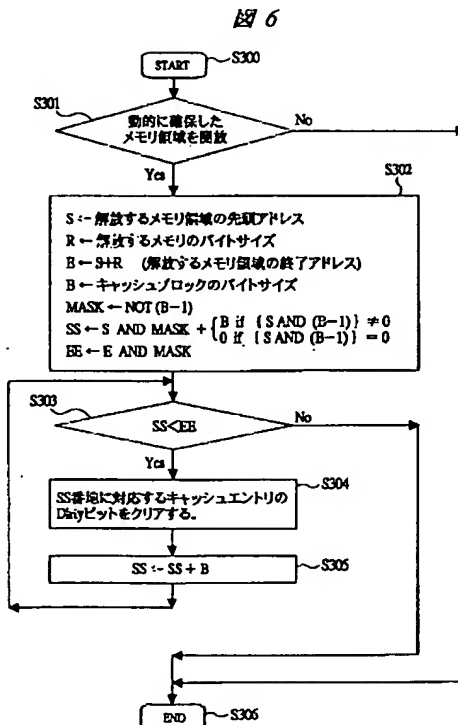 図 6
START
S300
S301
動的に確保した
メモリ領域を開放
No
Yes
S302
S ← 解放するメモリ領域の先頭アドレス
R ← 解放するメモリのバイトサイズ
E ← S+R (解放するメモリ領域の終了アドレス)
B ← キャッシュブロックのバイトサイズ
MASK ← NOT (B-1)
SS ← S AND MASK + { B if { S AND (B-1) } ≠ 0
0 if { S AND (B-1) } = 0
EE ← E AND MASK
S303
SS<EE
No
Yes
S304
SS番地に対応するキャッシュエントリの
Dirtyビットをクリアする。
S305
SS ← SS + B
END
S306